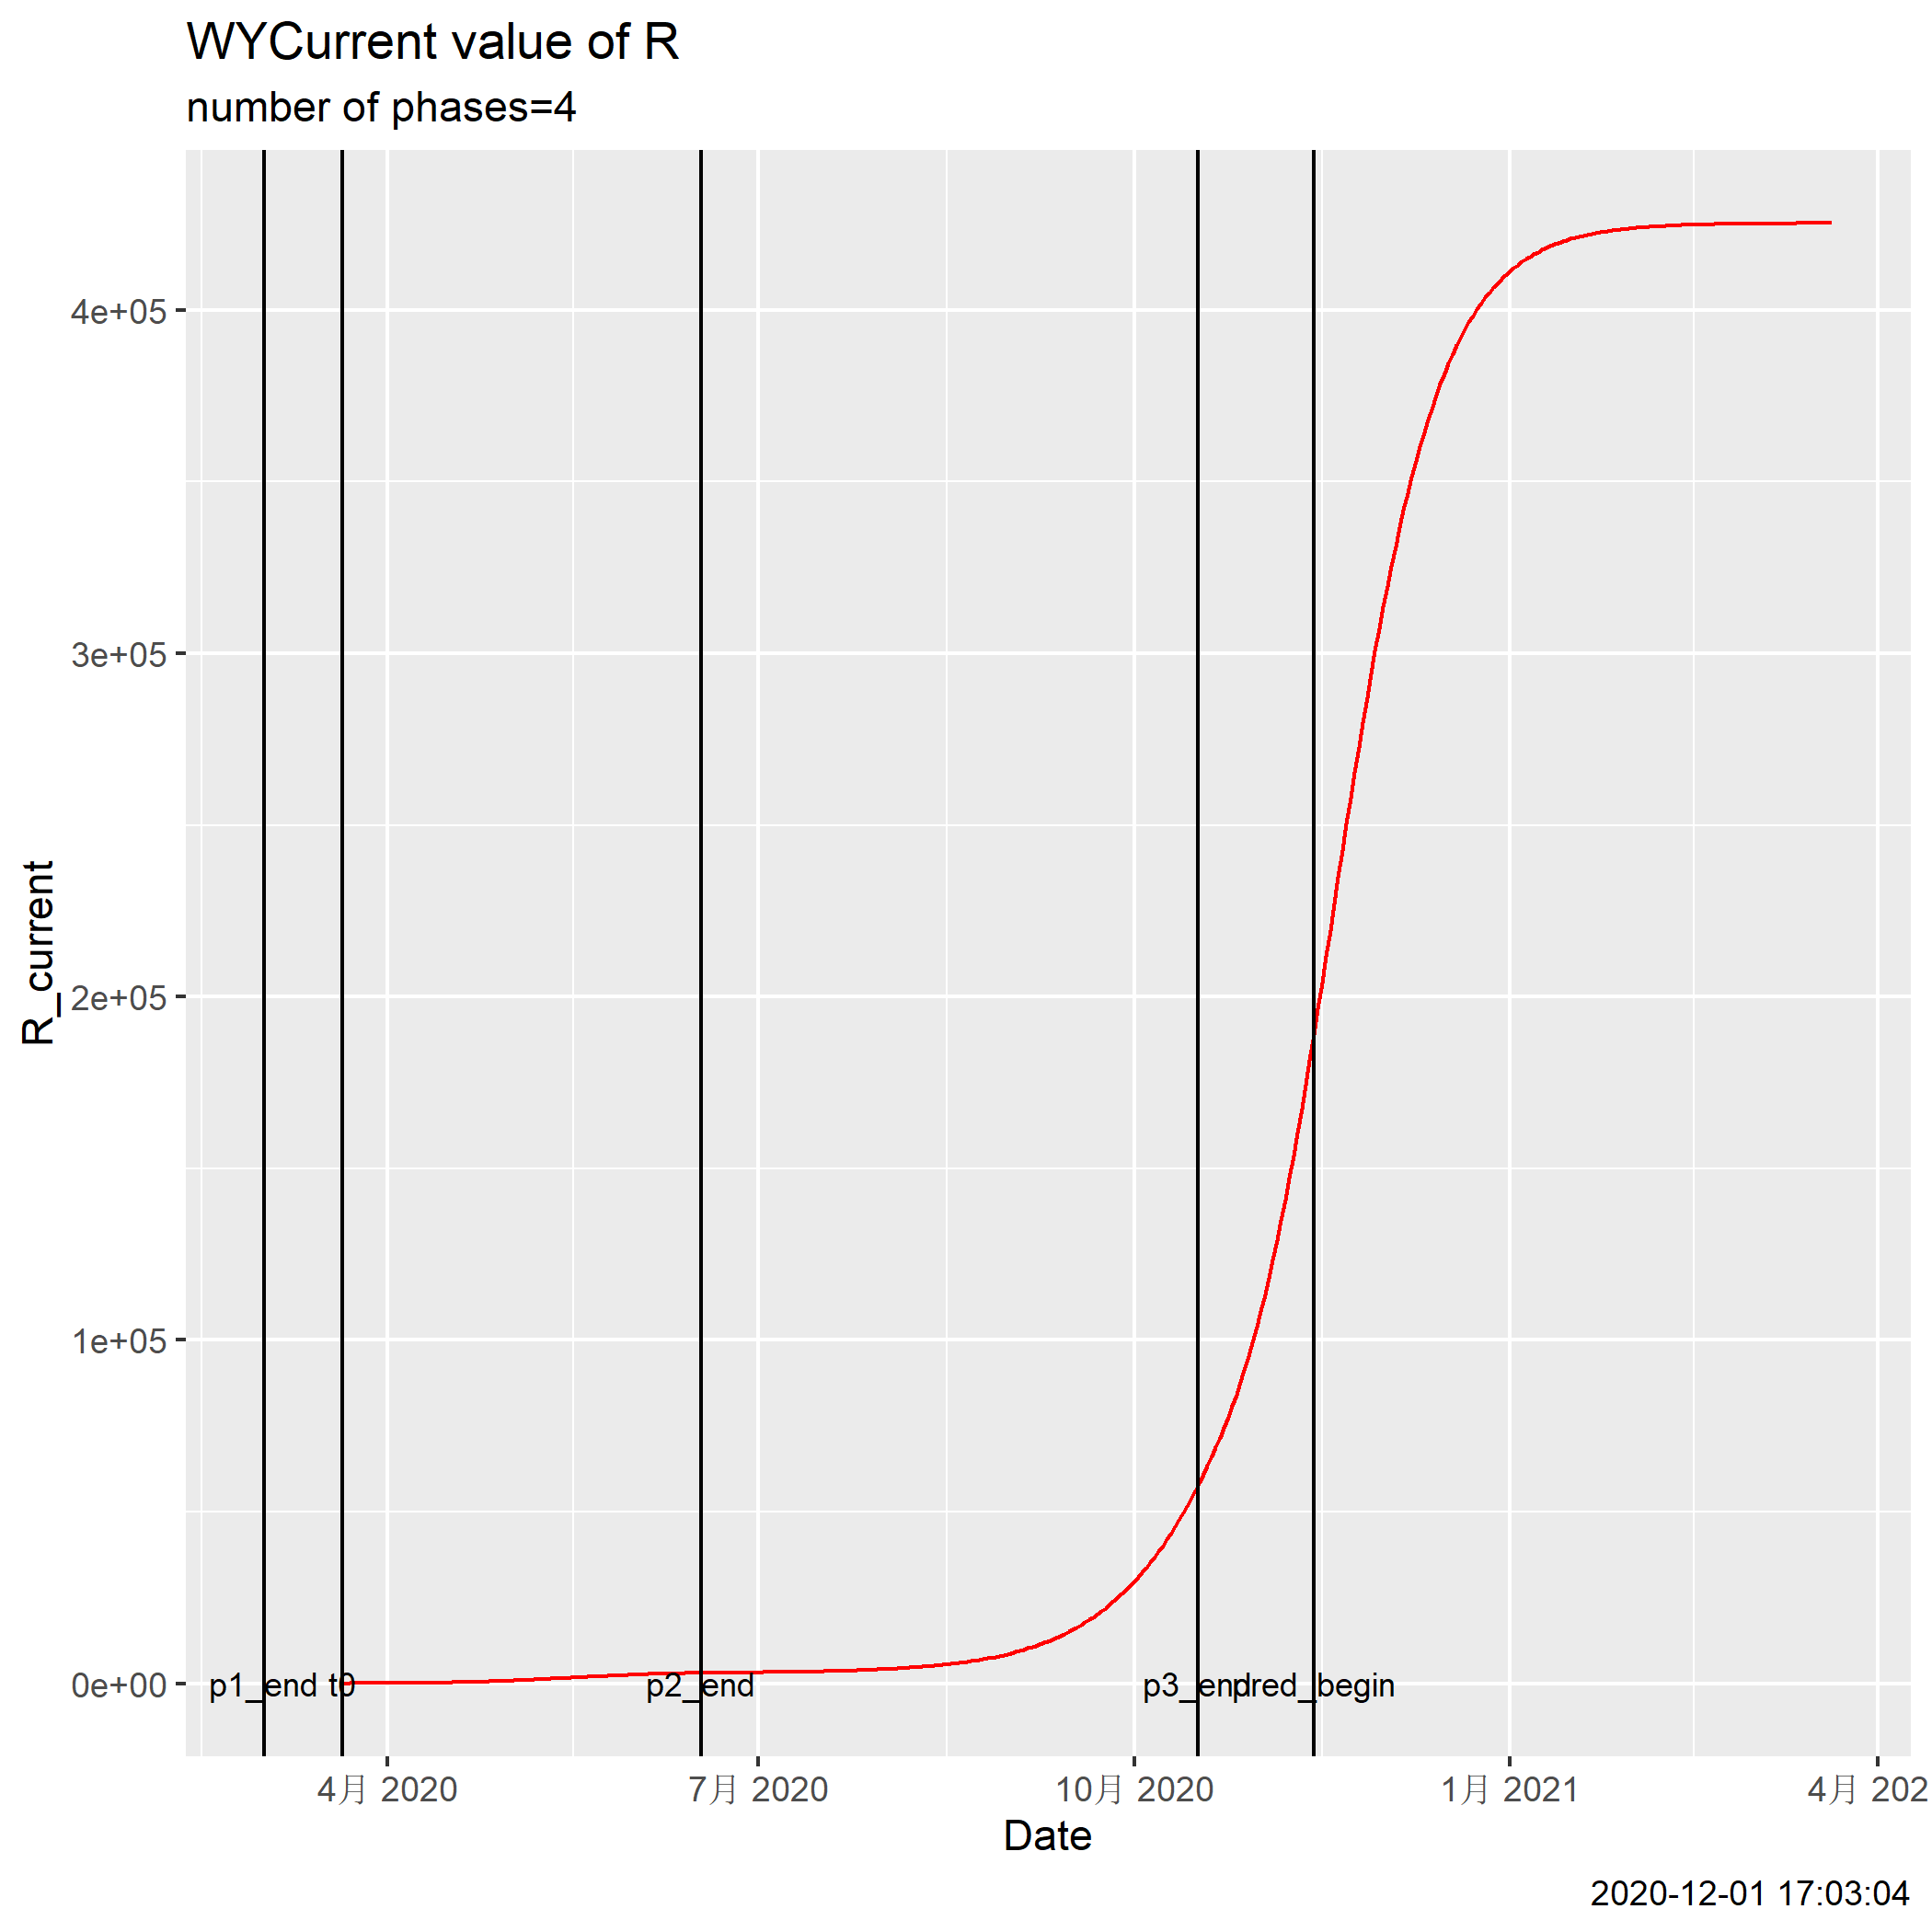 WYCurrent value of R
number of phases=4
R_current
4e+05
3e+05
2e+05
1e+05
0e+00
p1_end t0 p2_end p3_end pred_begin
4月 2020 7月 2020 10月 2020 1月 2021 4月 202
Date
2020-12-01 17:03:04